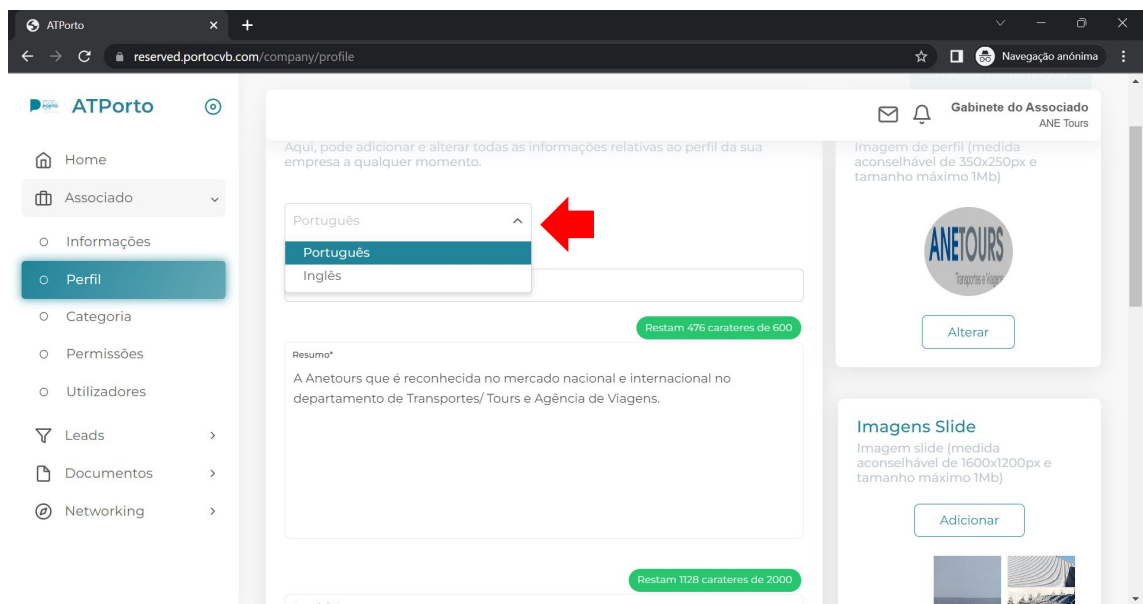 ATPorto
reserved.portocvb.com/company/profile
Navegação anónima
ATPorto
Home
Associado
Informações
Perfil
Categoria
Permissões
Utilizadores
Leads
Documentos
Networking
Gabinete do Associado
ANE Tours
Aqui, pode adicionar e alterar todas as informações relativas ao perfil da sua
empresa a qualquer momento.
Português
Português
Inglês
Restam 476 carateres de 600
Resumo*
A Anetours que é reconhecida no mercado nacional e internacional no
departamento de Transportes/ Tours e Agência de Viagens.
Restam 1128 carateres de 2000
Imagem de perfil (medida
aconselhável de 350x250px e
tamanho máximo 1Mb)
ANETOURS
Transportes e Viagens
Alterar
Imagens Slide
Imagem slide (medida
aconselhável de 1600x1200px e
tamanho máximo 1Mb)
Adicionar